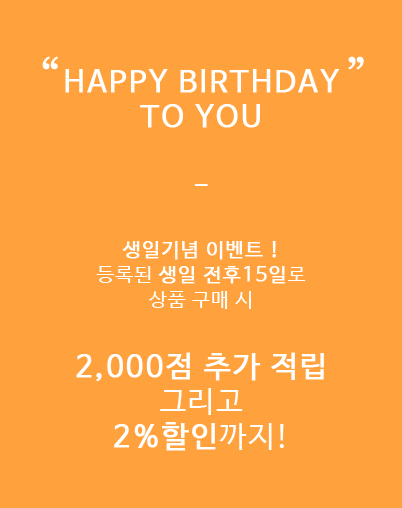 “HAPPY BIRTHDAY”
TO YOU
–
생일기념 이벤트 !
등록된 생일 전후15일로
상품 구매 시
2,000점 추가 적립
그리고
2%할인까지!